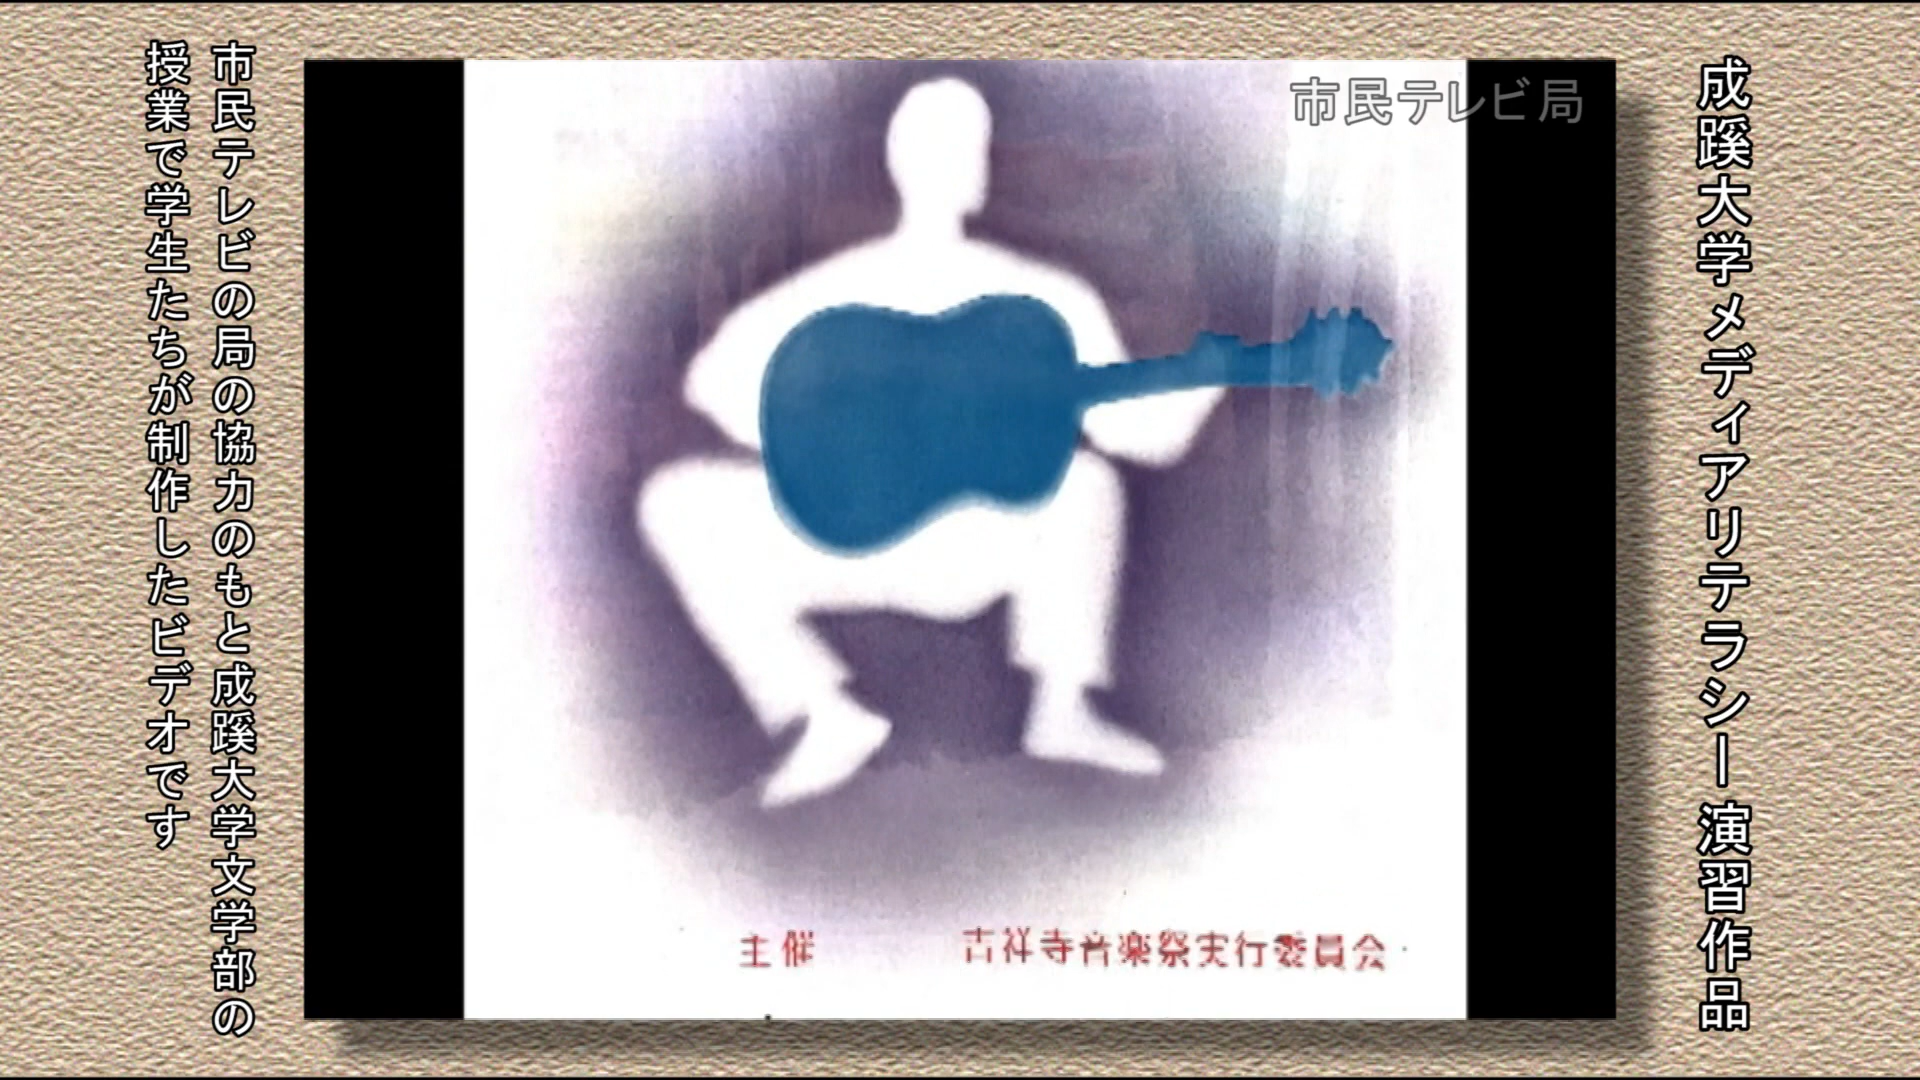 成蹊大学メディアリテラシー演習作品
市民テレビ局
主催 吉祥寺音楽祭実行委員会
市民テレビの局の協力のもと成蹊大学文学部の
授業で学生たちが制作したビデオです